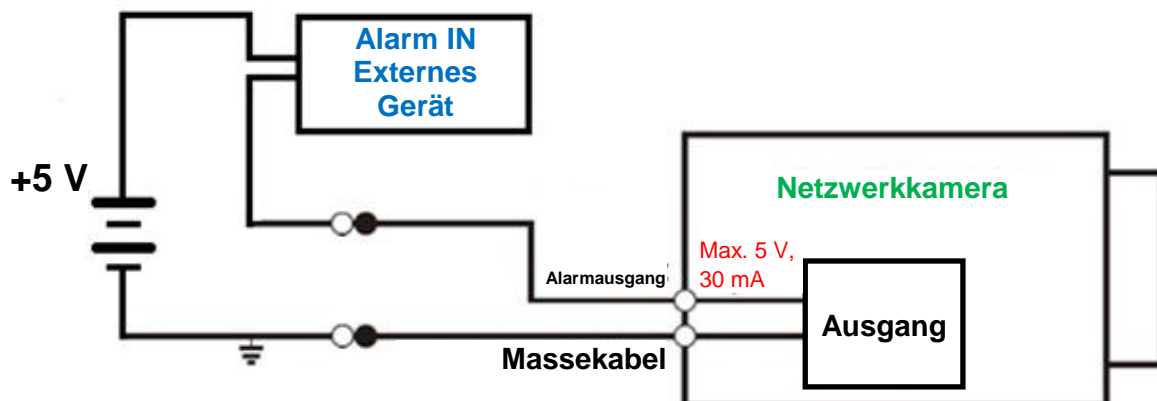 Alarm IN
Externes
Gerät
+5 V
Netzwerkkamera
Max. 5 V,
30 mA
Alarmausgang
Ausgang
Massekabel